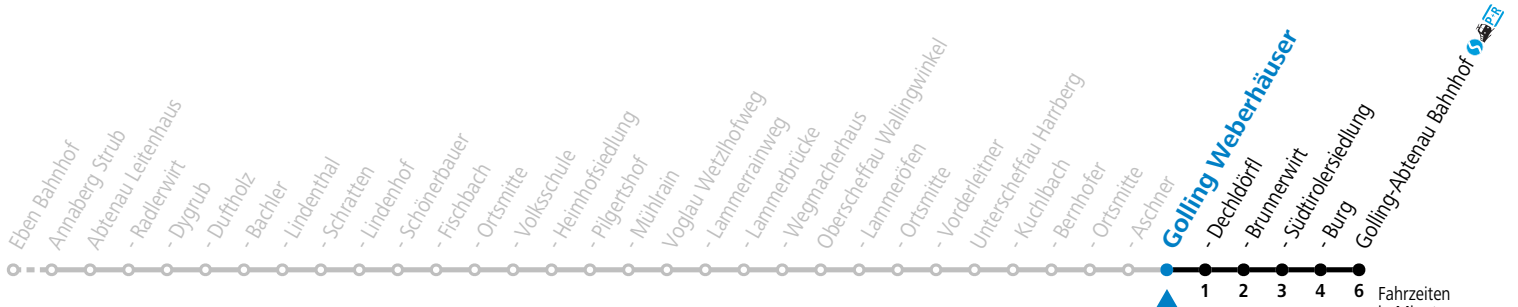 Eben Bahnhof
Annaberg Strub
Abtenau Leitenhaus
- Radlerwirt
- Dygrub
- Duftholz
- Bachler
- Lindenthal
- Schratten
- Lindenhof
- Schönerbauer
- Fischbach
- Ortsmitte
- Volksschule
- Heimhofsiedlung
- Pilgertshof
- Mühlrain
Voglau Wetzlhofweg
- Lammerrainweg
- Lammerbrücke
- Wegmacherhaus
Oberscheffau Wallingwinkel
- Lammeröfen
- Ortsmitte
- Vorderleitner
Unterscheffau Harrberg
- Kuchlbach
- Bernhofer
- Ortsmitte
- Aschner
Golling Weberhäuser
- Dechldörfl
- Brunnerwirt
- Südtirolersiedlung
- Burg
Golling-Abtenau Bahnhof S P+R
1 2 3 4 6 Fahrzeiten